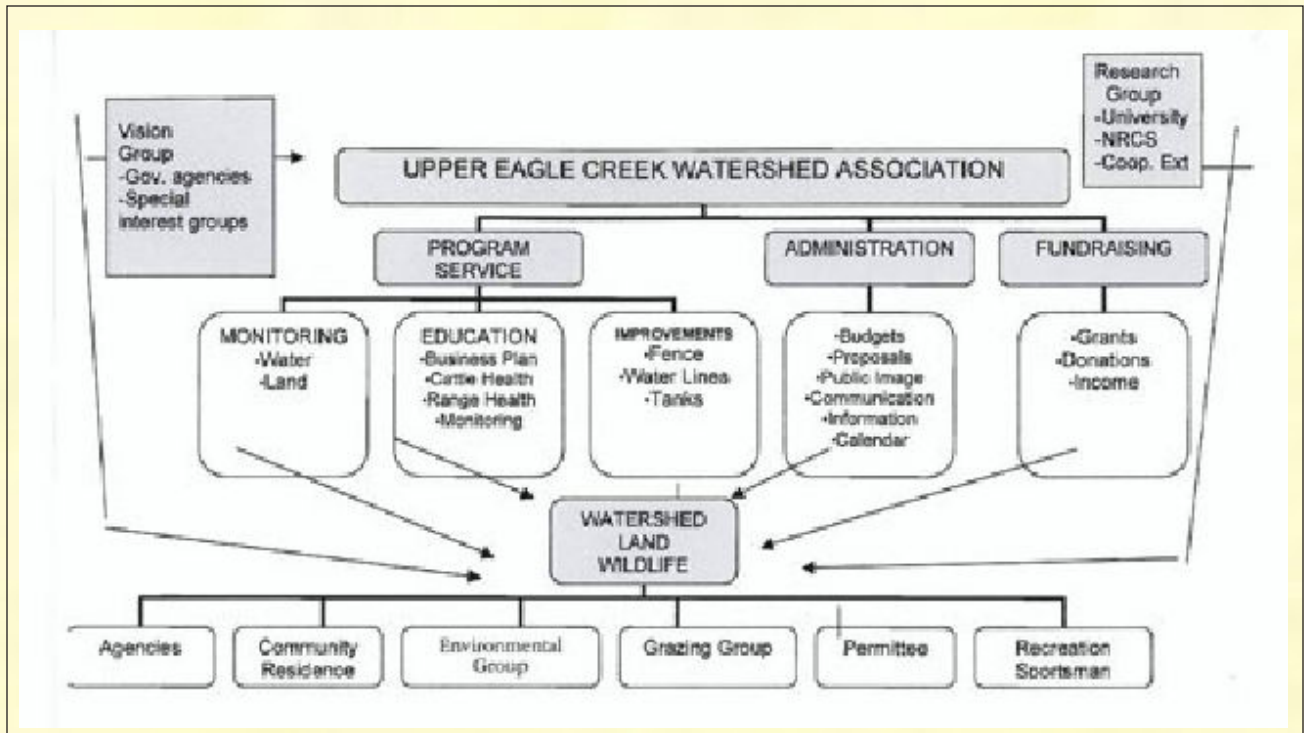 Vision
Group
-Gov. agencies
-Special
interest groups
Research
Group
-University
-NRCS
-Coop. Ext
UPPER EAGLE CREEK WATERSHED ASSOCIATION
PROGRAM
SERVICE
ADMINISTRATION
FUNDRAISING
MONITORING
-Water
-Land
EDUCATION
-Business Plan
-Cattle Health
-Range Health
-Monitoring
IMPROVEMENTS
-Fence
-Water Lines
-Tanks
-Budgets
-Proposals
-Public Image
-Communication
-Information
-Calendar
-Grants
-Donations
-Income
WATERSHED
LAND
WILDLIFE
Agencies
Community
Residence
Environmental
Group
Grazing Group
Permittee
Recreation
Sportsman